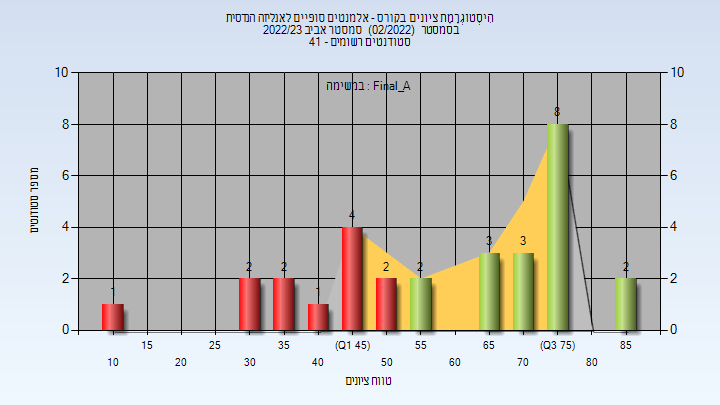 היסטוגרמת ציונים בקורס - אלמנטים סופיים לאנליזה הנדסית
בסמסטר (02/2022) סמסטר אביב 2022/23
סטודנטים רשומים - 41
במשימה : Final_A
מספר סטודנטים
10 10
8 8
6 6
4 4
2 2
0 0
1 2 2 1 4 2 2 3 3 8 2
15 25 35 (Q1 45) 55 65 (Q3 75) 85
10 20 30 40 50 60 70 80
טווח ציונים